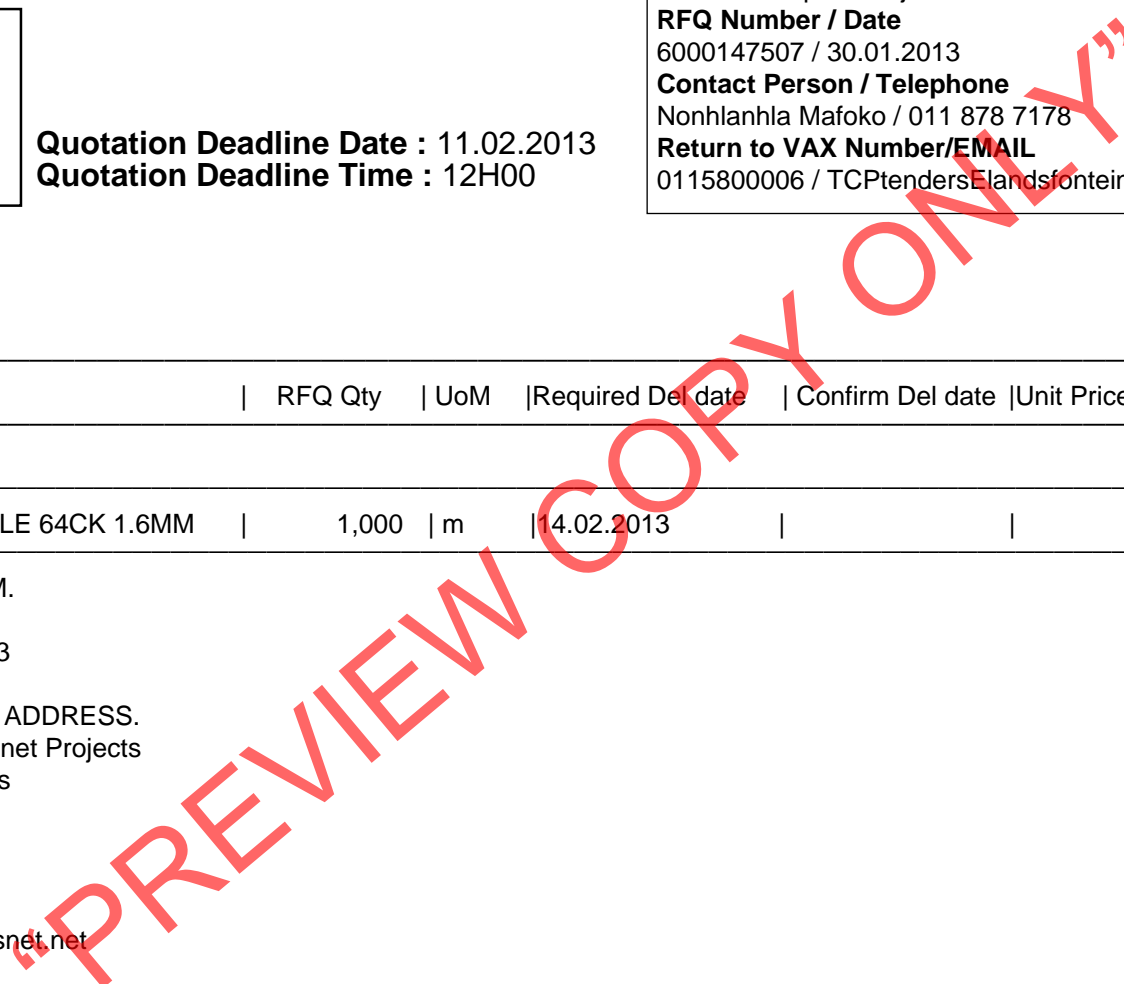 Quotation Deadline Date : 11.02.2013
Quotation Deadline Time : 12H00
RFQ Number / Date
6000147507 / 30.01.2013
Contact Person / Telephone
Nonhlanhla Mafoko / 011 878 7178
Return to VAX Number/EMAIL
0115800006 / TCPtendersElandsfontein
| RFQ Qty | UoM |Required Del date | Confirm Del date |Unit Price
LE 64CK 1.6MM | 1,000 | m |14.02.2013 | |
M.
3
ADDRESS.
net Projects
s
snet.net
“PREVIEW COPY ONLY”